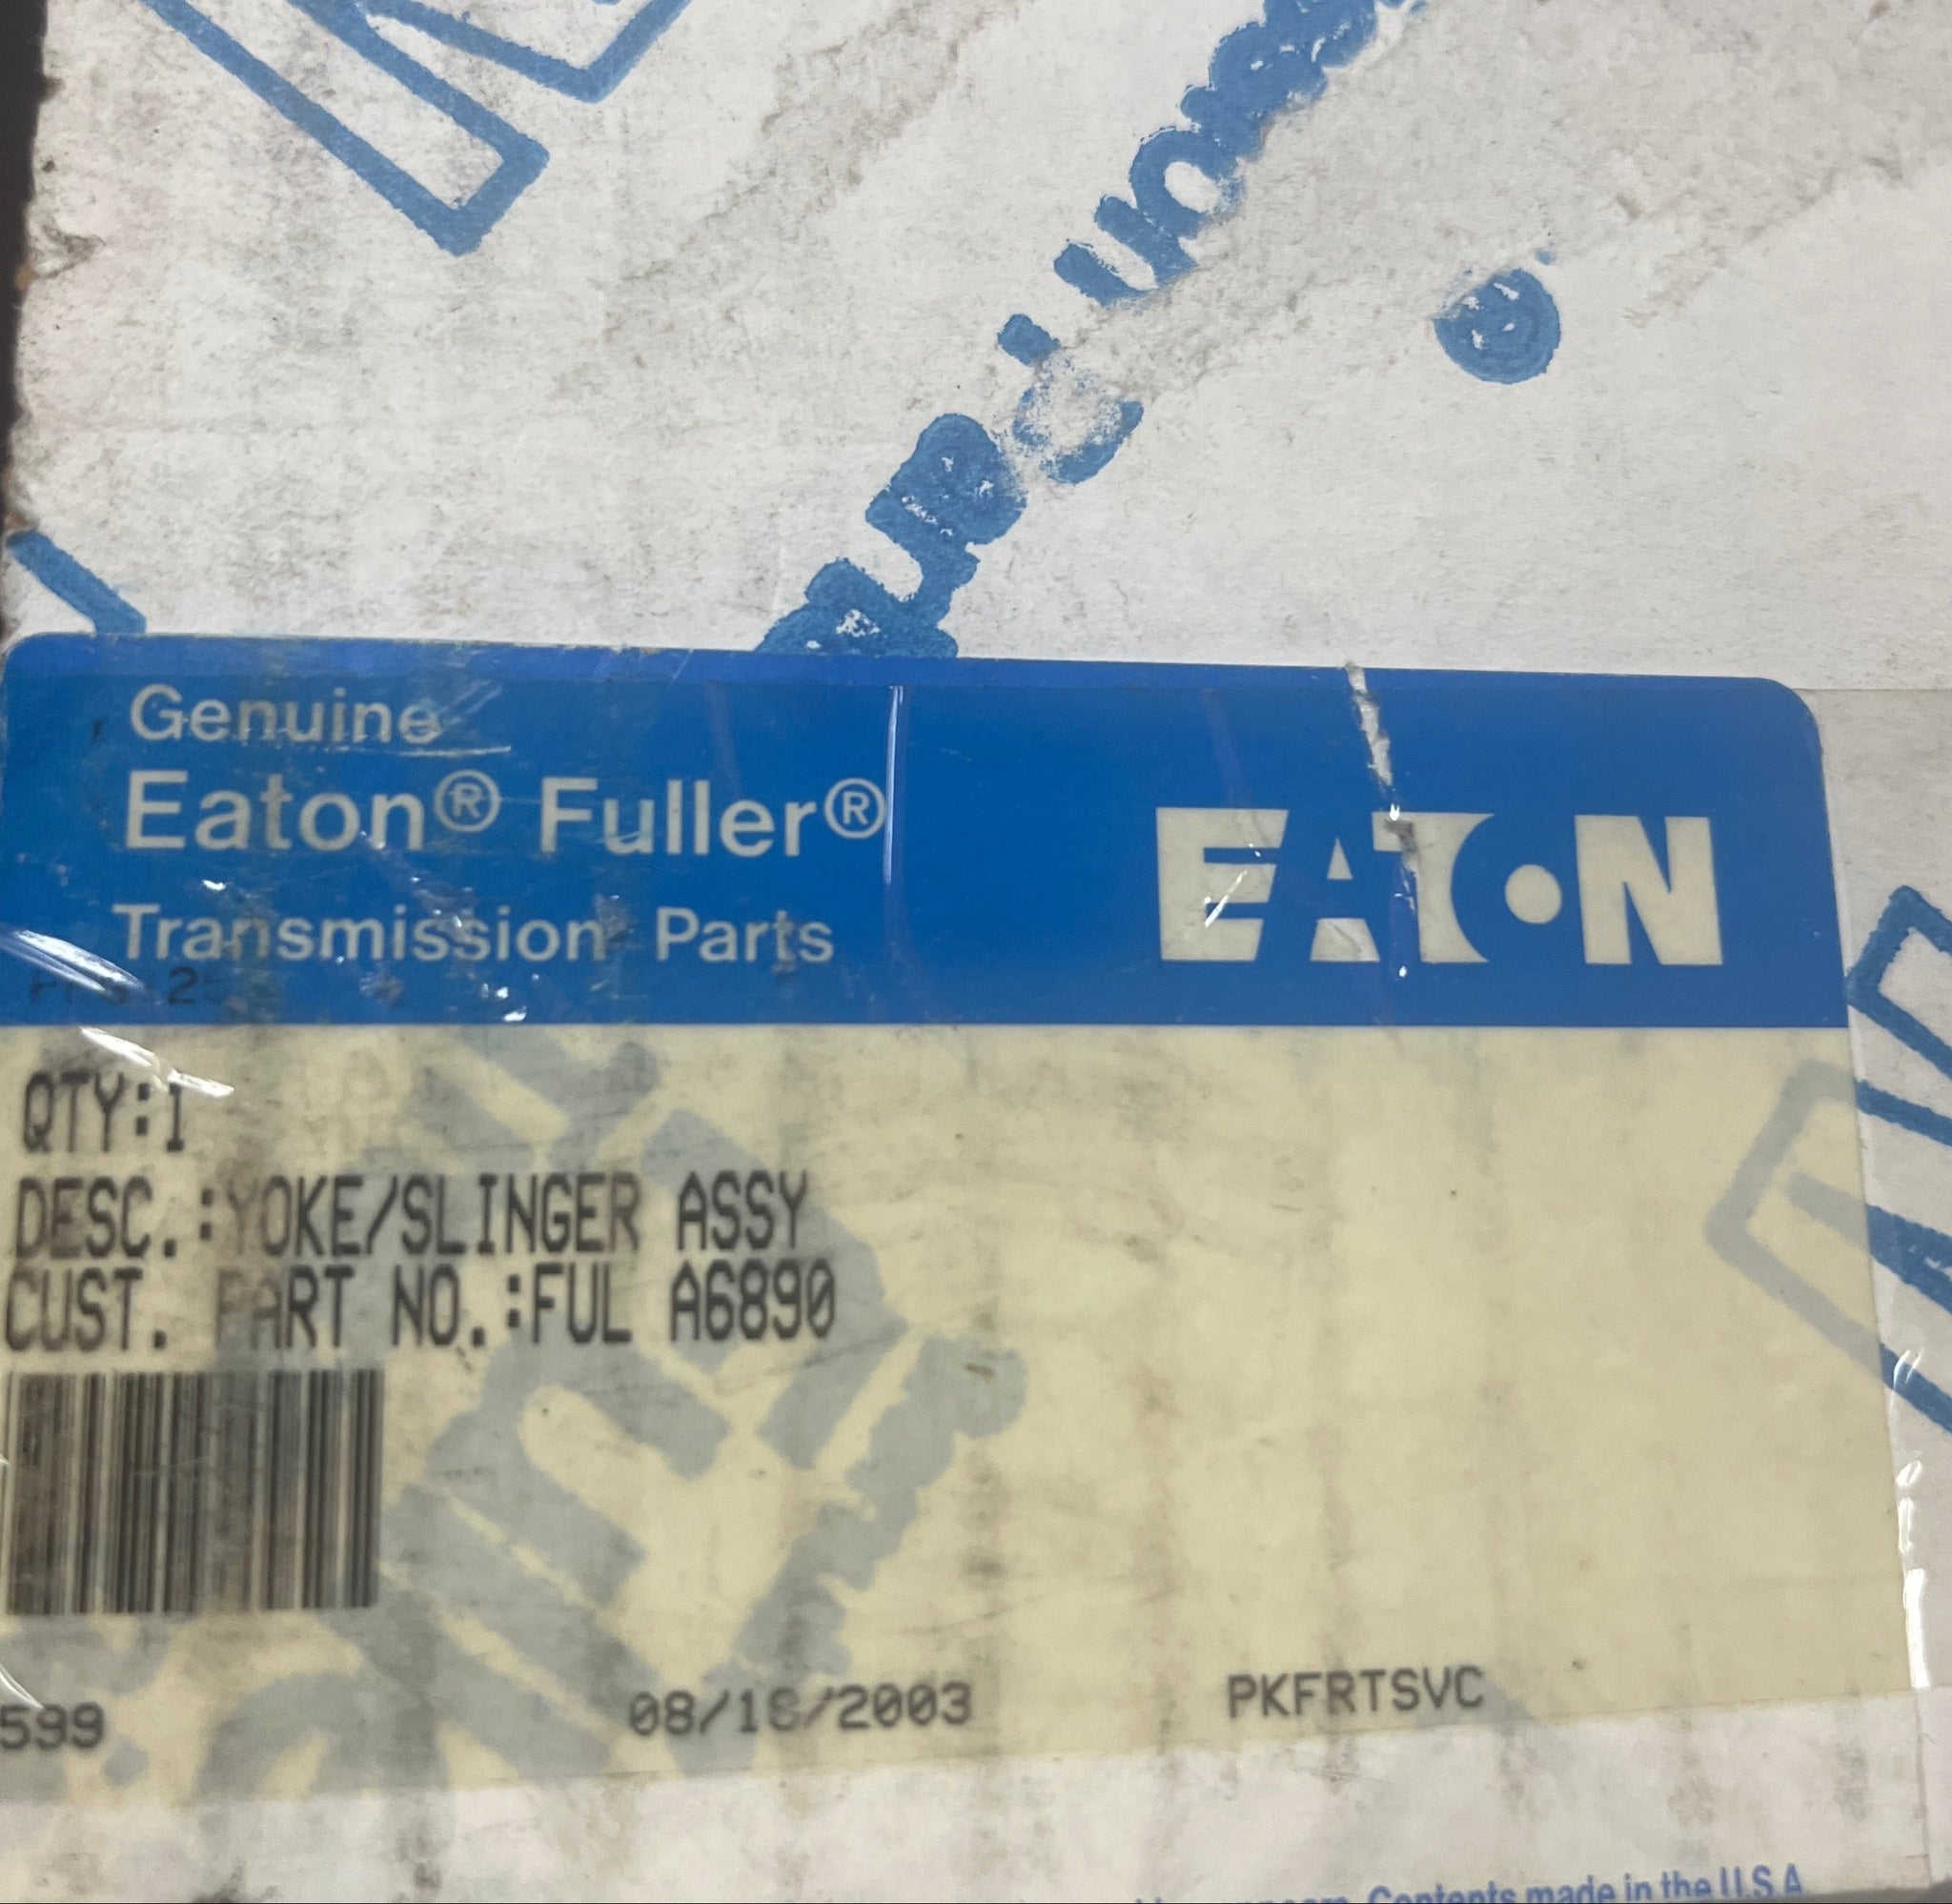 Genuine
Eaton® Fuller®
Transmission Parts
EATON
QTY:1
DESC.:YOKE/SLINGER ASSY
CUST. PART NO.:FUL A6890
599 08/18/2003 PKFRTSVC
Contents made in the U.S.A